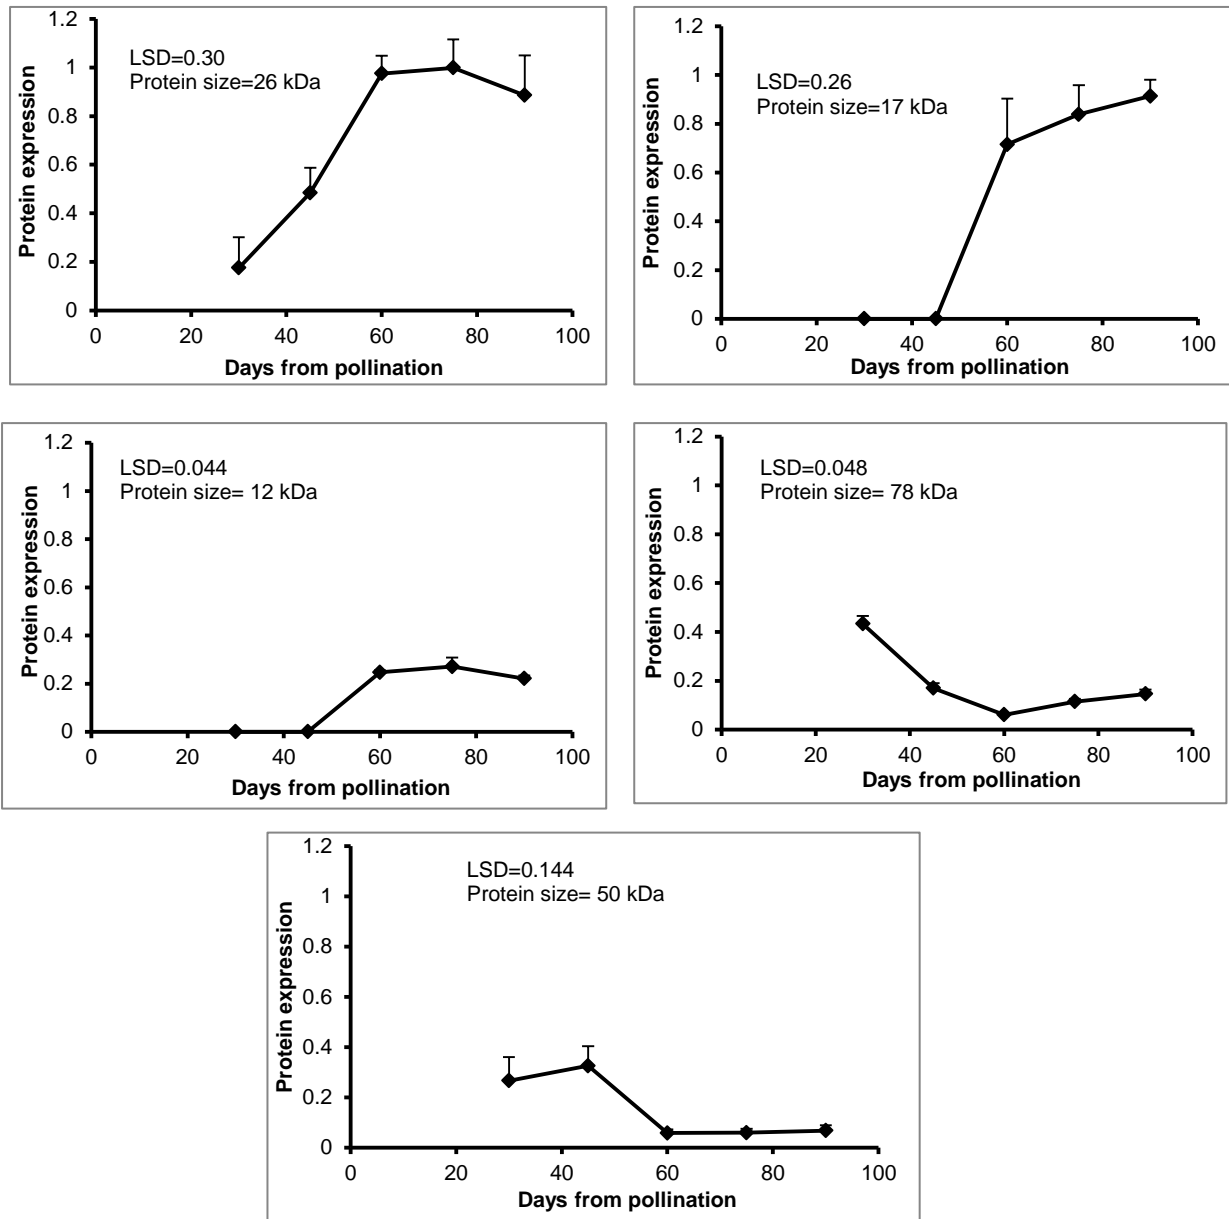 LSD=0.30
Protein size=26 kDa
Protein expression
1.2
1
0.8
0.6
0.4
0.2
0
0 20 40 60 80 100
Days from pollination
LSD=0.26
Protein size=17 kDa
Protein expression
1.2
1
0.8
0.6
0.4
0.2
0
0 20 40 60 80 100
Days from pollination
LSD=0.044
Protein size= 12 kDa
Protein expression
1.2
1
0.8
0.6
0.4
0.2
0
0 20 40 60 80 100
Days from pollination
LSD=0.048
Protein size= 78 kDa
Protein expression
1.2
1
0.8
0.6
0.4
0.2
0
0 20 40 60 80 100
Days from pollination
LSD=0.144
Protein size= 50 kDa
Protein expression
1.2
1
0.8
0.6
0.4
0.2
0
0 20 40 60 80 100
Days from pollination